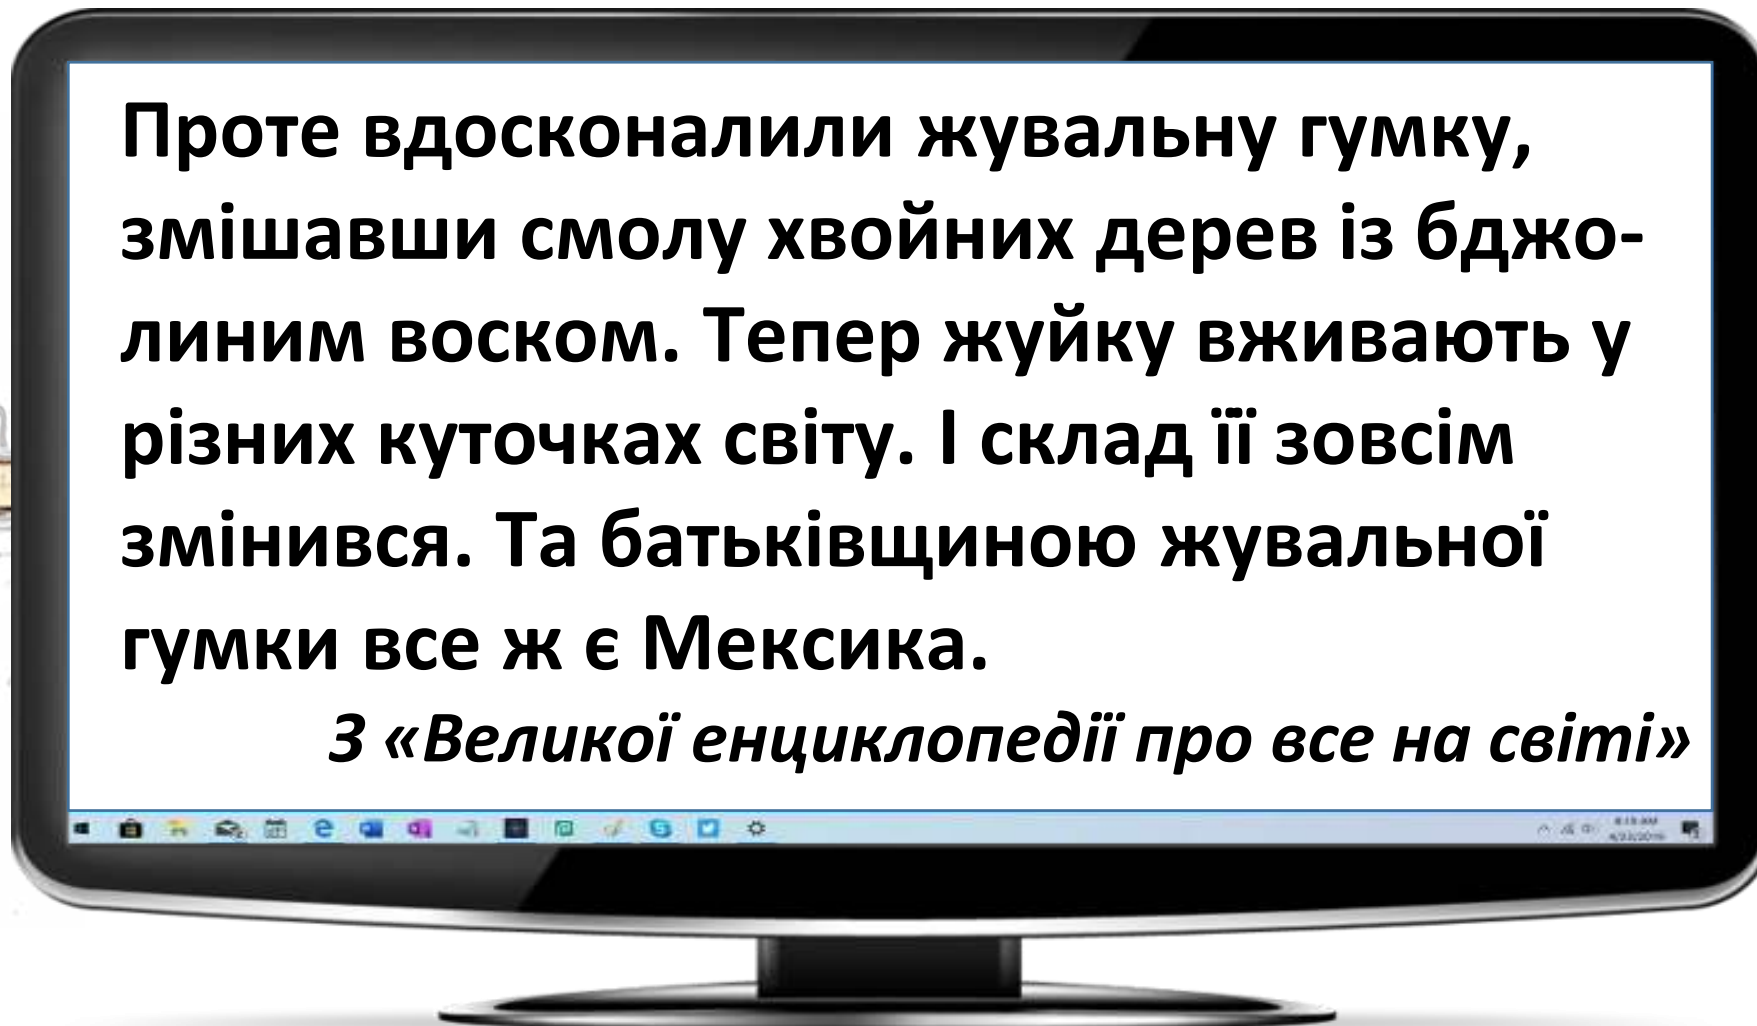 Проте вдосконалили жувальну гумку,
змішавши смолу хвойних дерев із бджо-
линим воском. Тепер жуйку вживають у
різних куточках світу. І склад її зовсім
змінився. Та батьківщиною жувальної
гумки все ж є Мексика.
З «Великої енциклопедії про все на світі»